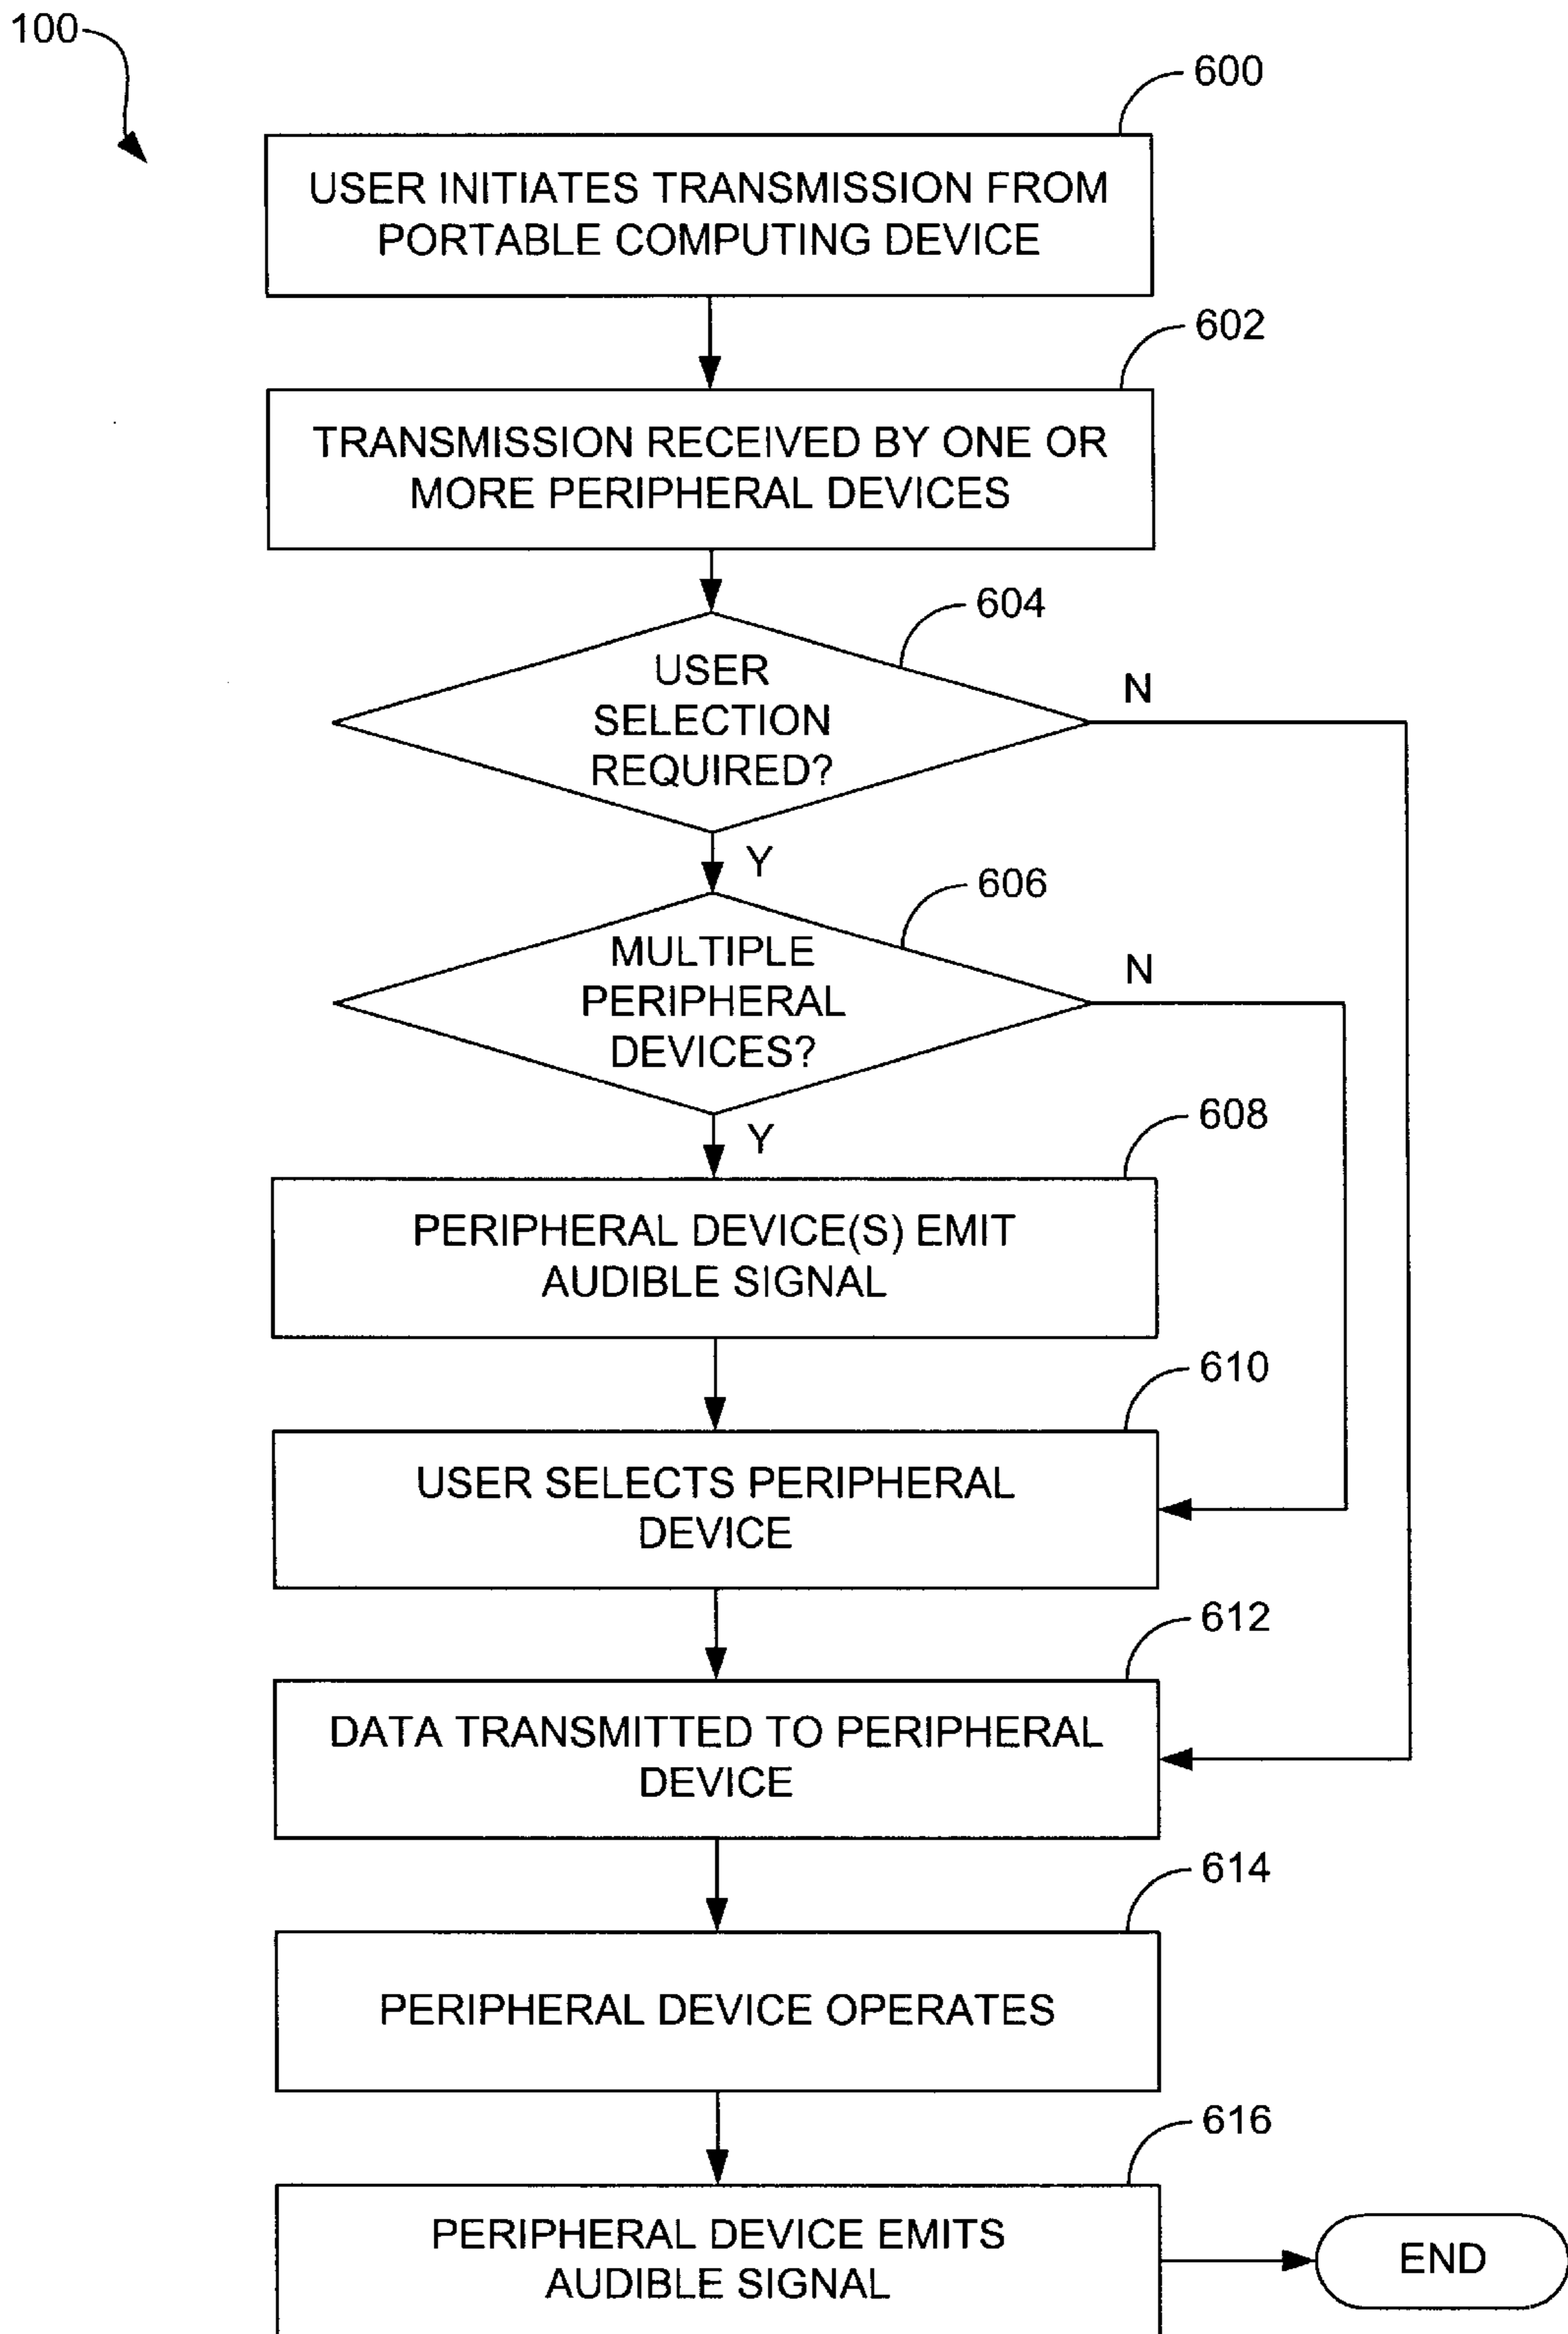 100
600
USER INITIATES TRANSMISSION FROM
PORTABLE COMPUTING DEVICE
602
TRANSMISSION RECEIVED BY ONE OR
MORE PERIPHERAL DEVICES
604
USER
SELECTION
REQUIRED?
N
Y
606
MULTIPLE
PERIPHERAL
DEVICES?
N
Y
608
PERIPHERAL DEVICE(S) EMIT
AUDIBLE SIGNAL
610
USER SELECTS PERIPHERAL
DEVICE
612
DATA TRANSMITTED TO PERIPHERAL
DEVICE
614
PERIPHERAL DEVICE OPERATES
616
PERIPHERAL DEVICE EMITS
AUDIBLE SIGNAL
END